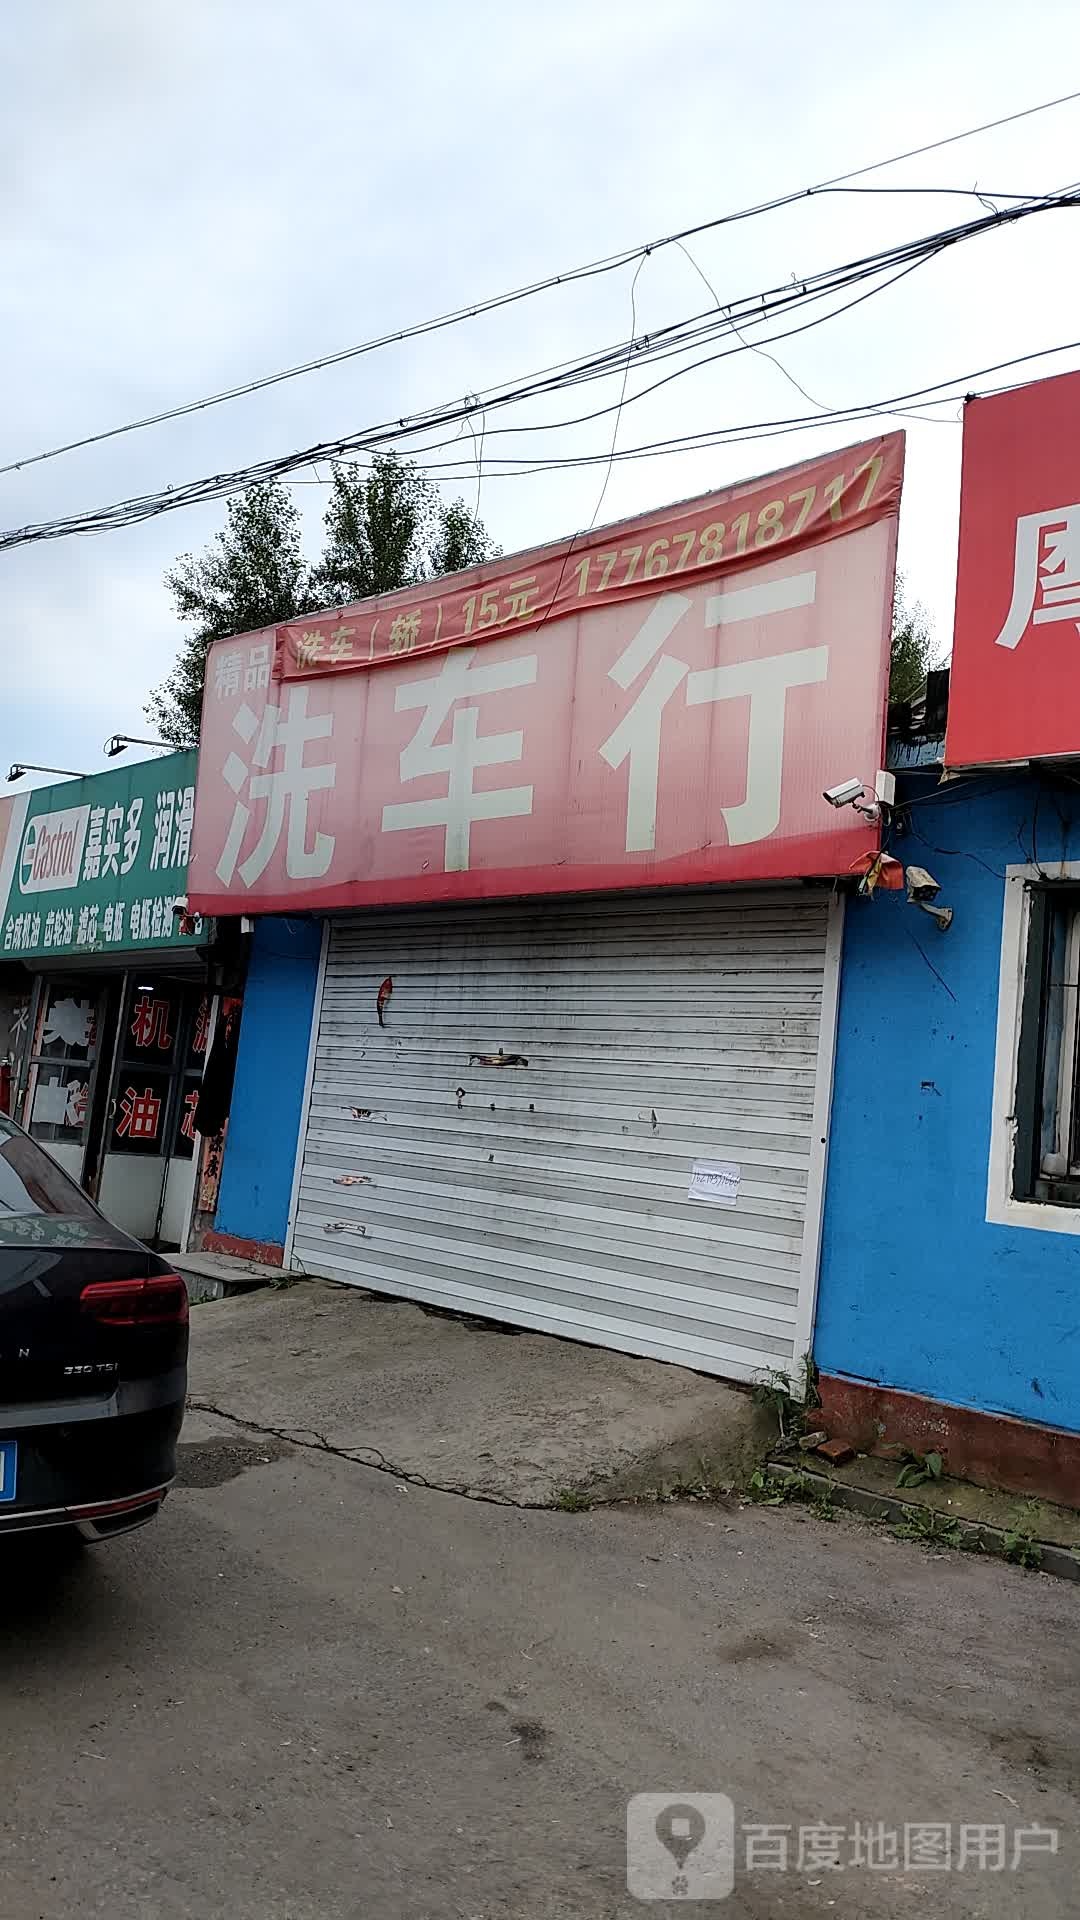 洗车（轿）15元 17767818717
精品
洗车行
Castrol 嘉实多 润滑
合成机油 齿轮油 滤芯 电瓶 电瓶检测
机
油
330 TSI
百度地图用户